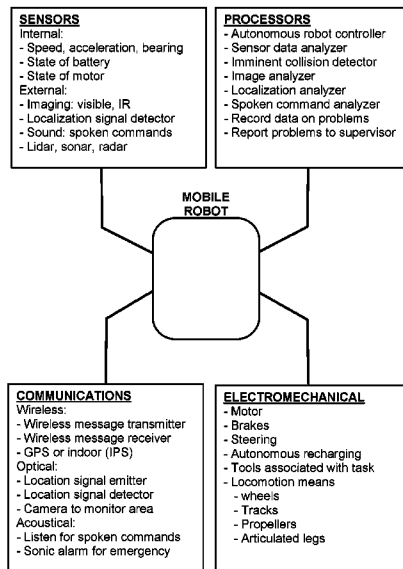 SENSORS
Internal:
- Speed, acceleration, bearing
- State of battery
- State of motor
External:
- Imaging: visible, IR
- Localization signal detector
- Sound: spoken commands
- Lidar, sonar, radar
PROCESSORS
- Autonomous robot controller
- Sensor data analyzer
- Imminent collision detector
- Image analyzer
- Localization analyzer
- Spoken command analyzer
- Record data on problems
- Report problems to supervisor
MOBILE
ROBOT
COMMUNICATIONS
Wireless:
- Wireless message transmitter
- Wireless message receiver
- GPS or indoor (IPS)
Optical:
- Location signal emitter
- Location signal detector
- Camera to monitor area
Acoustical:
- Listen for spoken commands
- Sonic alarm for emergency
ELECTROMECHANICAL
- Motor
- Brakes
- Steering
- Autonomous recharging
- Tools associated with task
- Locomotion means
- wheels
- Tracks
- Propellers
- Articulated legs